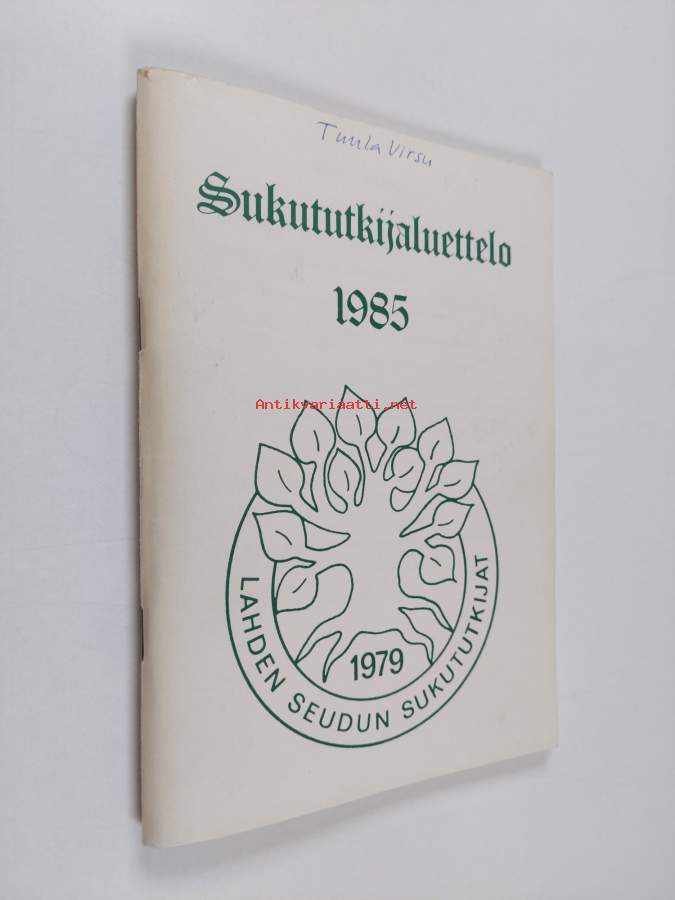 Tuula Virsu
Sukututkijaluettelo
1985
Antikvariaatti.net
1979
LAHDEN SEUDUN SUKUTUTKIJAT